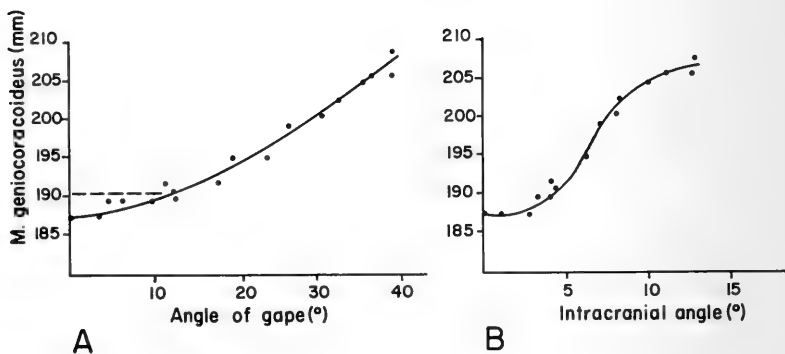 M. geniocoracoideus (mm)
210
205
200
195
190
185
10 20 30 40
Angle of gape (°)
A
210
205
200
195
190
185
5 10 15
Intracranial angle (°)
B